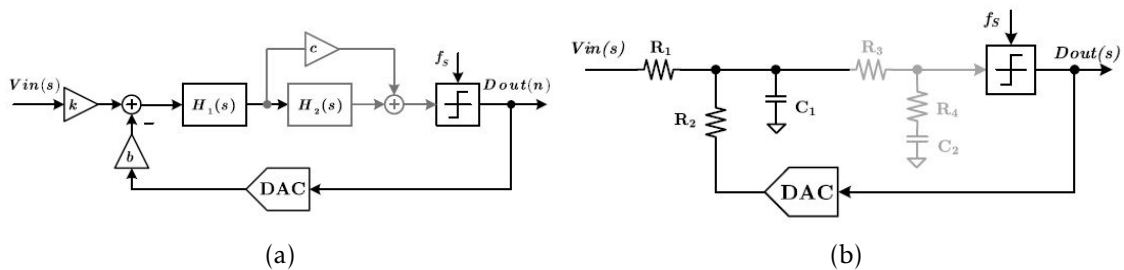 Vin(s)
k
−
b
H₁(s)
c
H₂(s)
fₛ
Dout(n)
DAC
(a)
Vin(s)
R₁
R₂
C₁
R₃
R₄
C₂
fₛ
Dout(s)
DAC
(b)